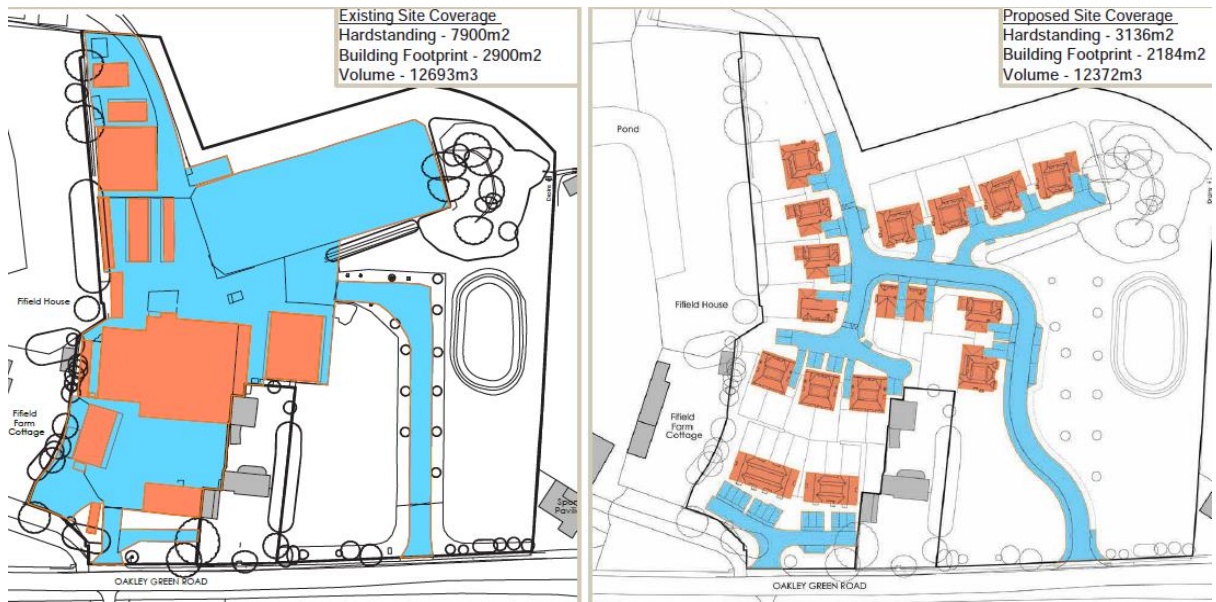 Existing Site Coverage
Hardstanding - 7900m2
Building Footprint - 2900m2
Volume - 12693m3
Fifield House
Fifield
Farm
Cottage
OAKLEY GREEN ROAD
Proposed Site Coverage
Hardstanding - 3136m2
Building Footprint - 2184m2
Volume - 12372m3
Pond
Fifield House
Fifield
Farm
Cottage
OAKLEY GREEN ROAD